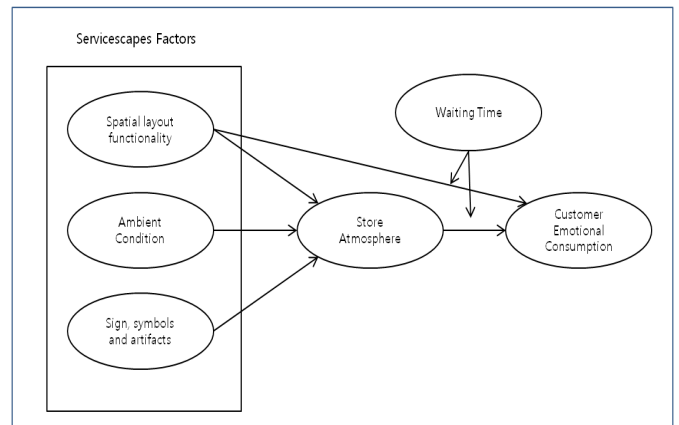 Servicescapes Factors
Spatial layout
functionality
Waiting Time
Ambient
Condition
Store
Atmosphere
Customer
Emotional
Consumption
Sign, symbols
and artifacts